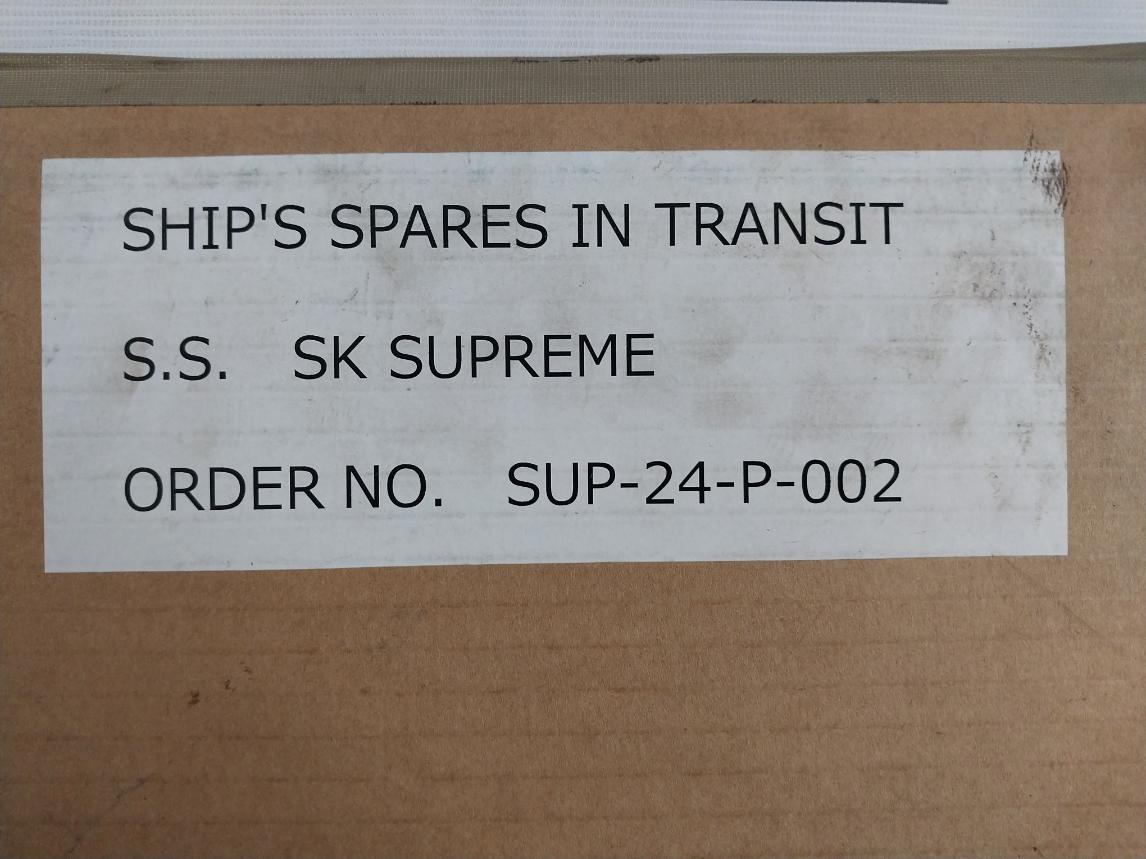 SHIP'S SPARES IN TRANSIT
S.S. SK SUPREME
ORDER NO. SUP-24-P-002